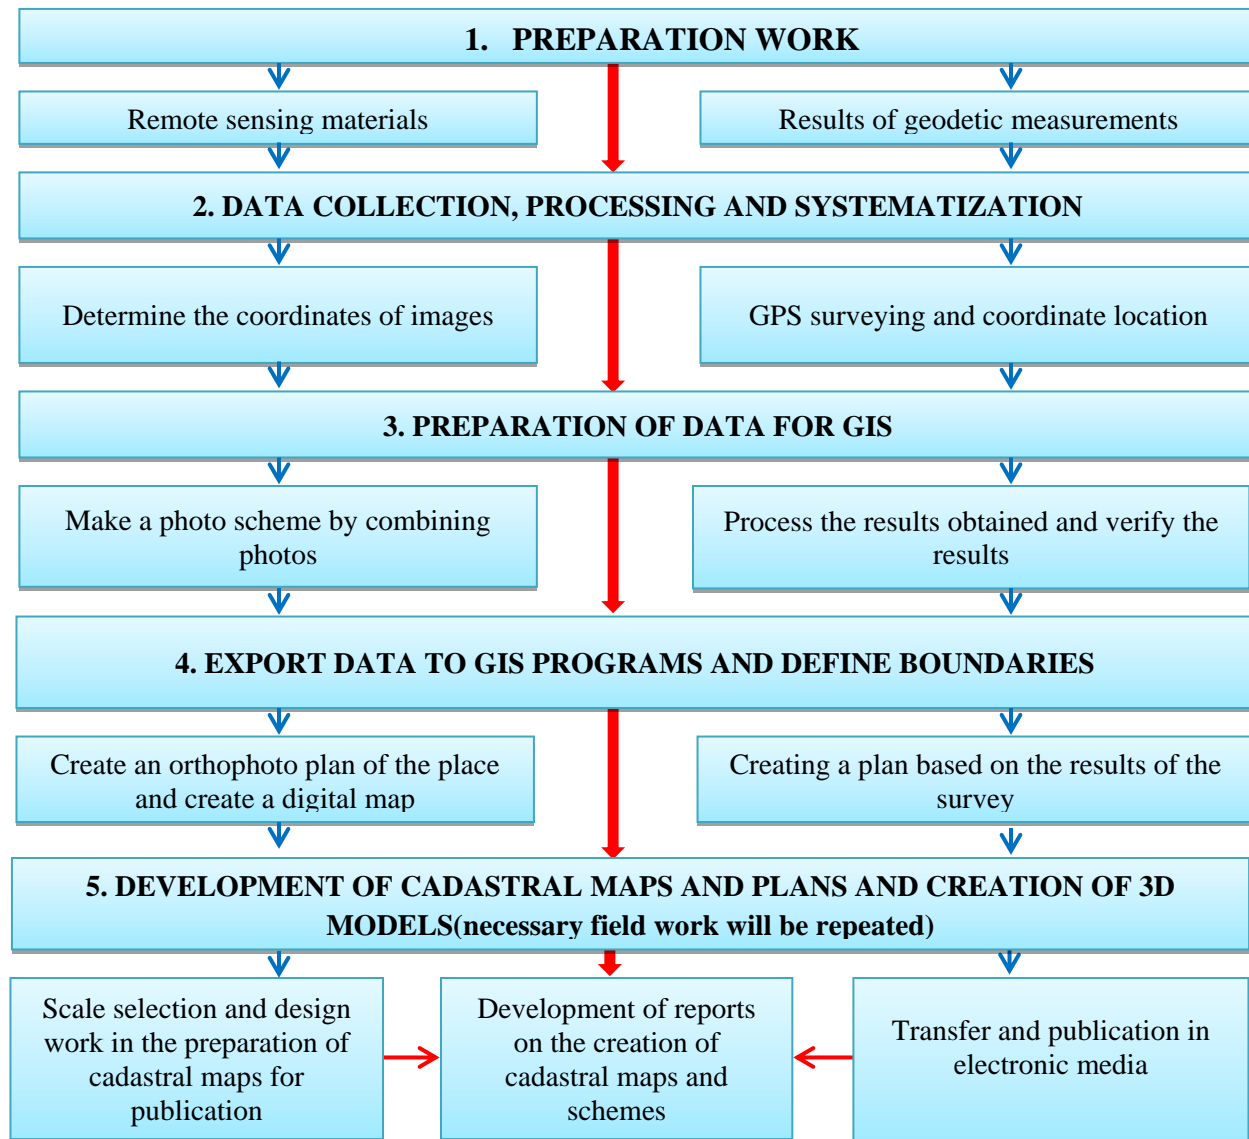 1. PREPARATION WORK
Remote sensing materials
Results of geodetic measurements
2. DATA COLLECTION, PROCESSING AND SYSTEMATIZATION
Determine the coordinates of images
GPS surveying and coordinate location
3. PREPARATION OF DATA FOR GIS
Make a photo scheme by combining
photos
Process the results obtained and verify the
results
4. EXPORT DATA TO GIS PROGRAMS AND DEFINE BOUNDARIES
Create an orthophoto plan of the place
and create a digital map
Creating a plan based on the results of the
survey
5. DEVELOPMENT OF CADASTRAL MAPS AND PLANS AND CREATION OF 3D
MODELS(necessary field work will be repeated)
Scale selection and design
work in the preparation of
cadastral maps for
publication
Development of reports
on the creation of
cadastral maps and
schemes
Transfer and publication in
electronic media